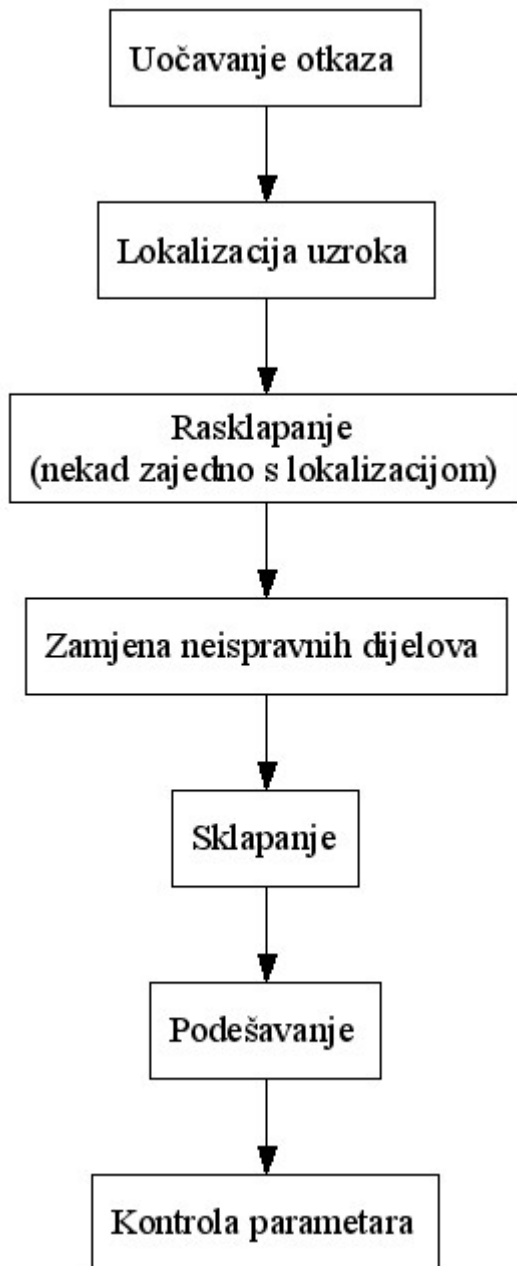 Uočavanje otkaza
Lokalizacija uzroka
Rasklapanje
(nekad zajedno s lokalizacijom)
Zamjena neispravnih dijelova
Sklapanje
Podešavanje
Kontrola parametara